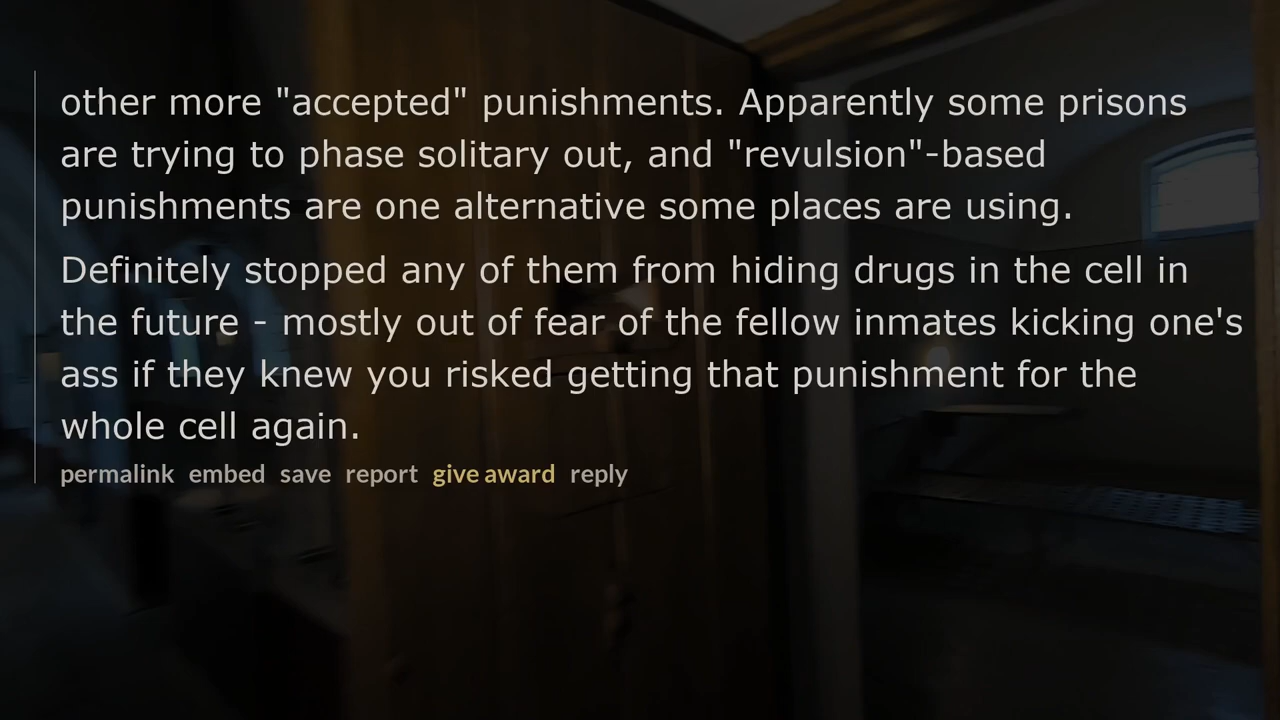 other more "accepted" punishments. Apparently some prisons
are trying to phase solitary out, and "revulsion"-based
punishments are one alternative some places are using.
Definitely stopped any of them from hiding drugs in the cell in
the future - mostly out of fear of the fellow inmates kicking one's
ass if they knew you risked getting that punishment for the
whole cell again.
permalink embed save report give award reply